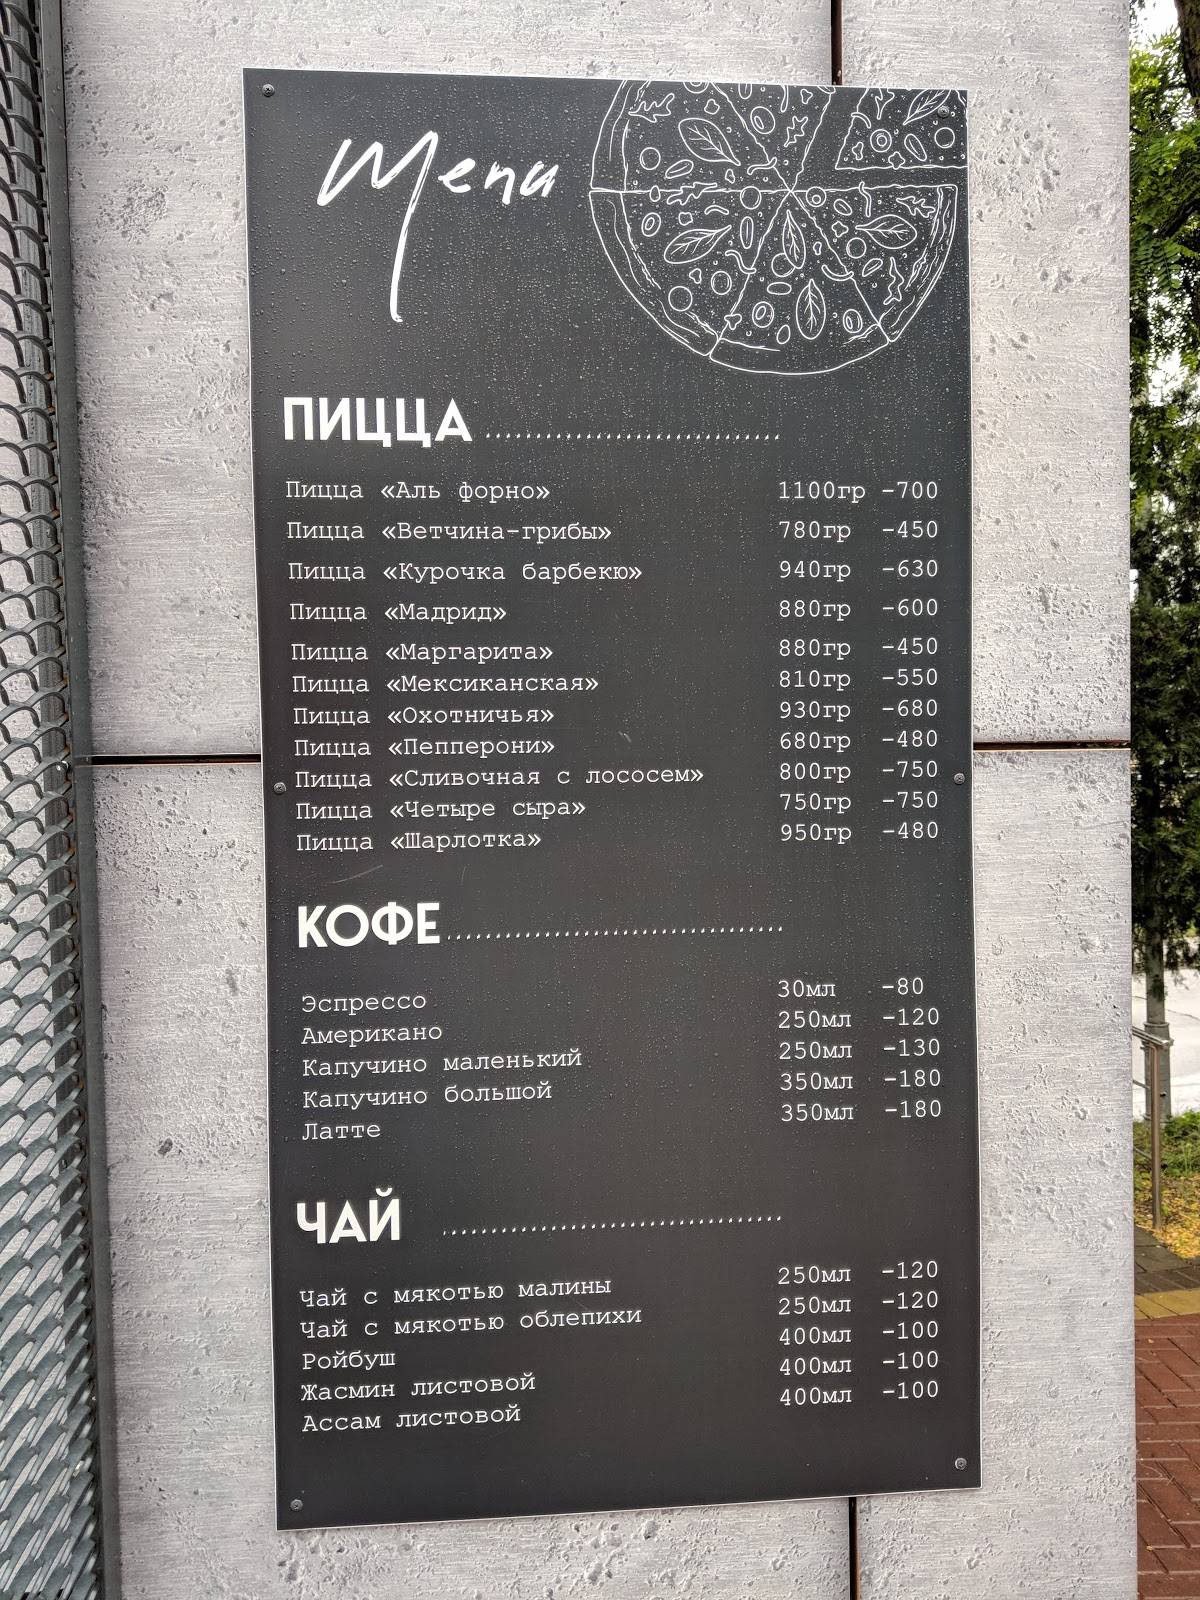 Menu
ПИЦЦА
Пицца «Аль форно» 1100гр -700
Пицца «Ветчина-грибы» 780гр -450
Пицца «Курочка барбекю» 940гр -630
Пицца «Мадрид» 880гр -600
Пицца «Маргарита» 880гр -450
Пицца «Мексиканская» 810гр -550
Пицца «Охотничья» 930гр -680
Пицца «Пепперони» 680гр -480
Пицца «Сливочная с лососем» 800гр -750
Пицца «Четыре сыра» 750гр -750
Пицца «Шарлотка» 950гр -480
КОФЕ
Эспрессо 30мл -80
Американо 250мл -120
Капучино маленький 250мл -130
Капучино большой 350мл -180
Латте 350мл -180
ЧАЙ
Чай с мякотью малины 250мл -120
Чай с мякотью облепихи 250мл -120
Ройбуш 400мл -100
Жасмин листовой 400мл -100
Ассам листовой 400мл -100